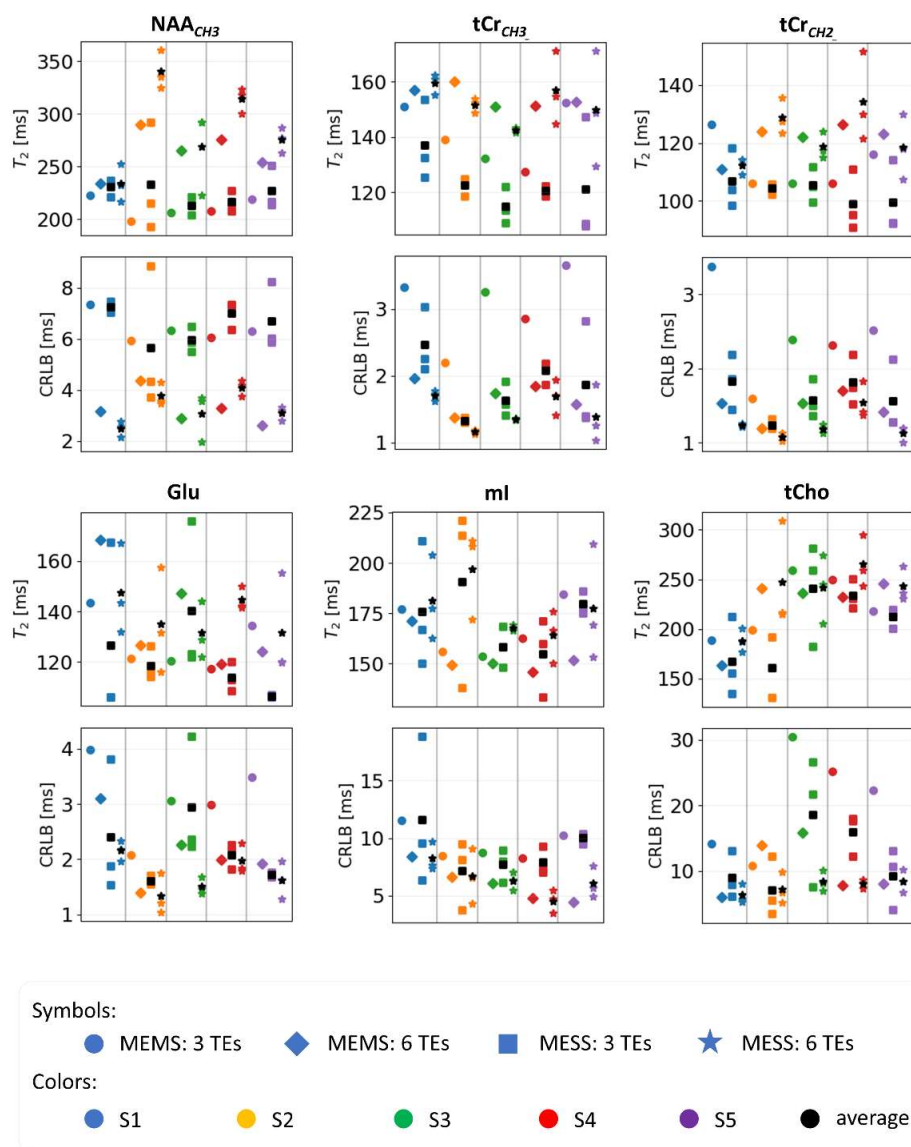 NAA_CH3 tCr_CH3_ tCr_CH2_
T₂ [ms] 350 300 250 200
T₂ [ms] 160 140 120
T₂ [ms] 140 120 100
CRLB [ms] 8 6 4 2
CRLB [ms] 3 2 1
CRLB [ms] 3 2 1
Glu mI tCho
T₂ [ms] 160 140 120
T₂ [ms] 225 200 175 150
T₂ [ms] 300 250 200 150
CRLB [ms] 4 3 2 1
CRLB [ms] 15 10 5
CRLB [ms] 30 20 10
Symbols:
MEMS: 3 TEs MEMS: 6 TEs MESS: 3 TEs MESS: 6 TEs
Colors:
S1 S2 S3 S4 S5 average